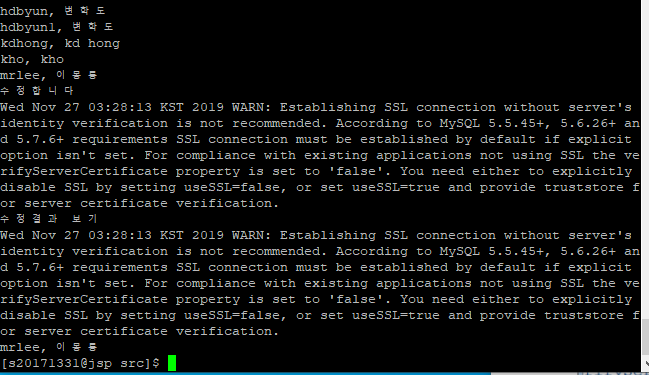 hdbyun, 변 학 도
hdbyun1, 변 학 도
kdhong, kd hong
kho, kho
mrlee, 이 몽 룡
수 정 합 니 다
Wed Nov 27 03:28:13 KST 2019 WARN: Establishing SSL connection without server's
identity verification is not recommended. According to MySQL 5.5.45+, 5.6.26+ an
d 5.7.6+ requirements SSL connection must be established by default if explicit
option isn't set. For compliance with existing applications not using SSL the ve
rifyServerCertificate property is set to 'false'. You need either to explicitly
disable SSL by setting useSSL=false, or set useSSL=true and provide truststore f
or server certificate verification.
수 정 결 과  보 기
Wed Nov 27 03:28:13 KST 2019 WARN: Establishing SSL connection without server's
identity verification is not recommended. According to MySQL 5.5.45+, 5.6.26+ an
d 5.7.6+ requirements SSL connection must be established by default if explicit
option isn't set. For compliance with existing applications not using SSL the ve
rifyServerCertificate property is set to 'false'. You need either to explicitly
disable SSL by setting useSSL=false, or set useSSL=true and provide truststore f
or server certificate verification.
mrlee, 이 몽 룡
[s20171331@jsp src]$